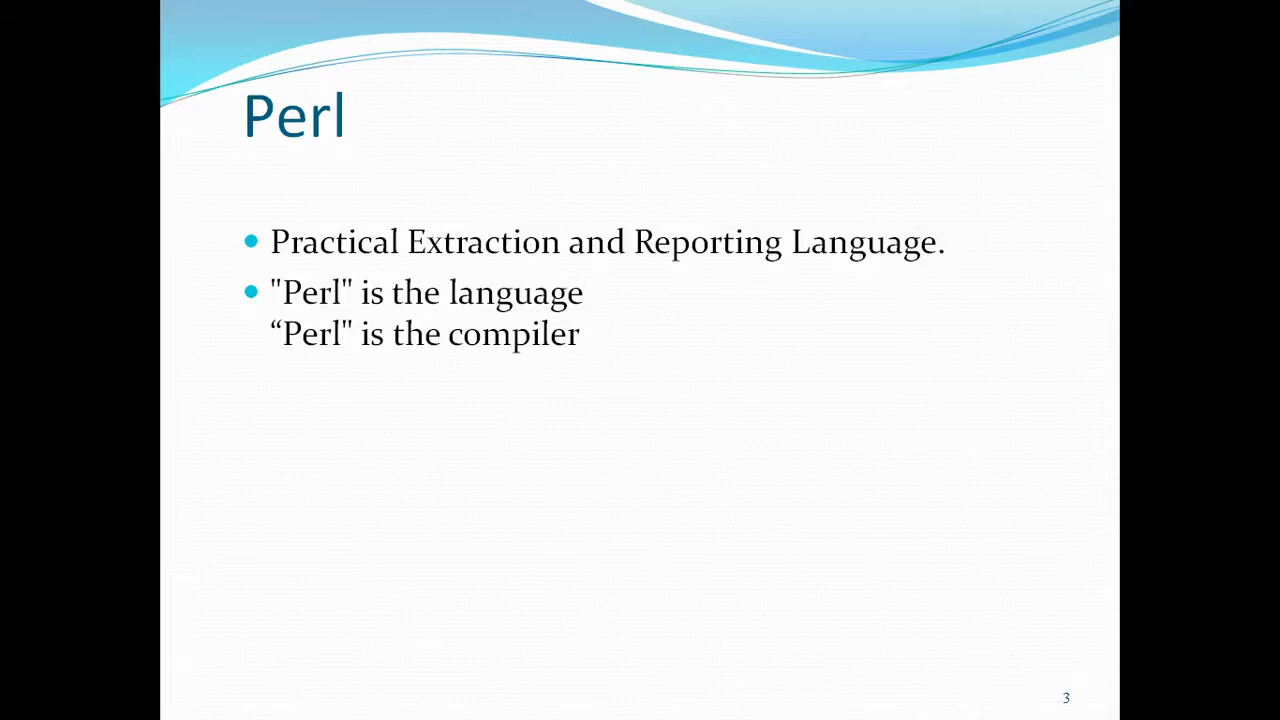 Perl
Practical Extraction and Reporting Language.
"Perl" is the language
“Perl" is the compiler
3